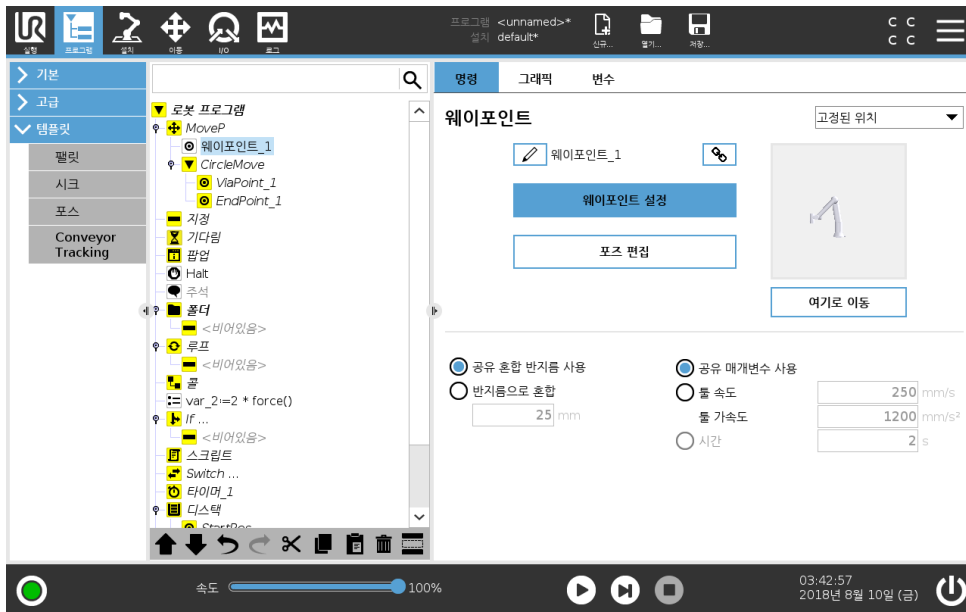 UR
실행
프로그램
설치
이동
I/O
로그
프로그램 <unnamed>*
설치 default*
신규...
열기...
저장...
C C
C C
기본
고급
템플릿
팰릿
시크
포스
Conveyor
Tracking
로봇 프로그램
MoveP
웨이포인트_1
CircleMove
ViaPoint_1
EndPoint_1
지정
기다림
팝업
Halt
주석
폴더
<비어있음>
루프
<비어있음>
콜
var_2≔2 * force()
If ...
<비어있음>
스크립트
Switch ...
타이머_1
디스택
StartPos
명령 그래픽 변수
웨이포인트
고정된 위치
웨이포인트_1
웨이포인트 설정
포즈 편집
여기로 이동
공유 혼합 반지름 사용
반지름으로 혼합
25 mm
공유 매개변수 사용
툴 속도 250 mm/s
툴 가속도 1200 mm/s²
시간 2 s
속도 100%
03:42:57
2018년 8월 10일 (금)